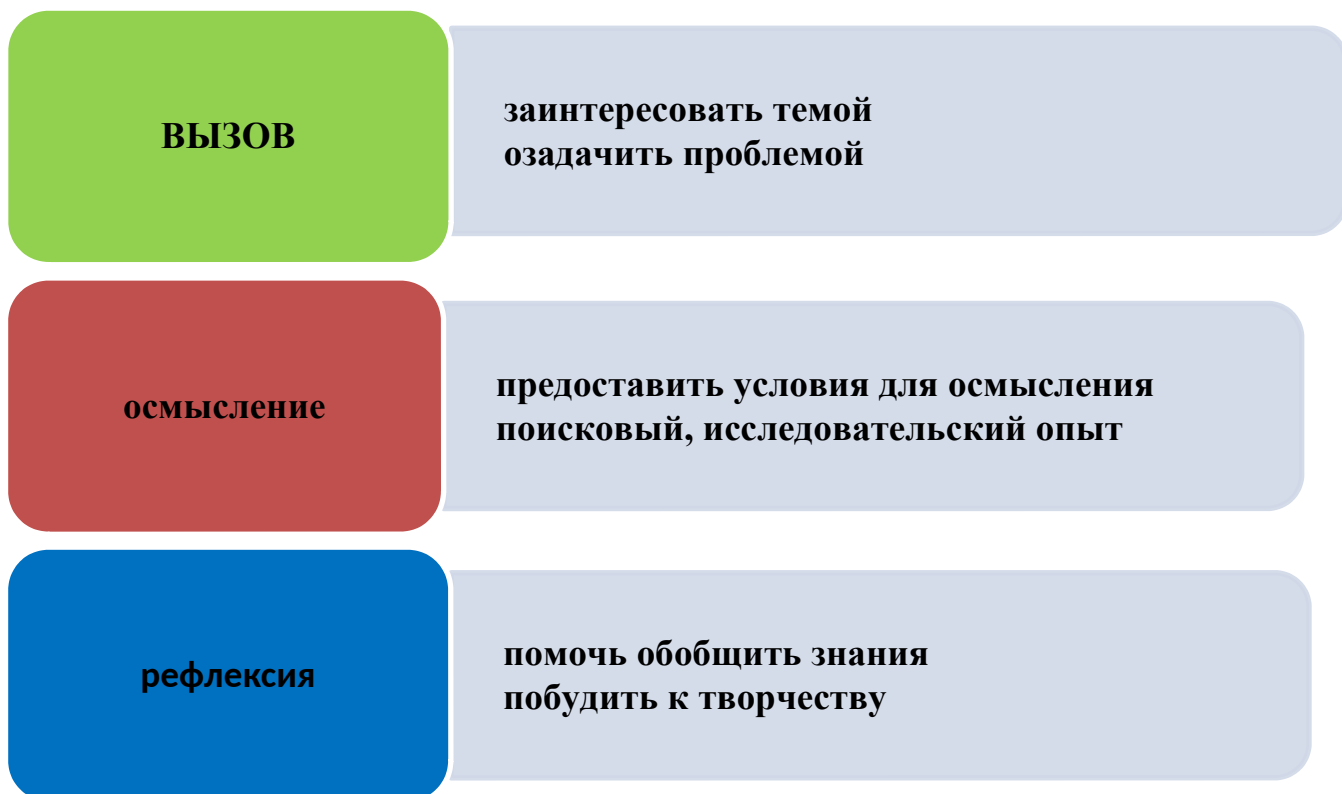 ВЫЗОВ
заинтересовать темой
озадачить проблемой
осмысление
предоставить условия для осмысления
поисковый, исследовательский опыт
рефлексия
помочь обобщить знания
побудить к творчеству